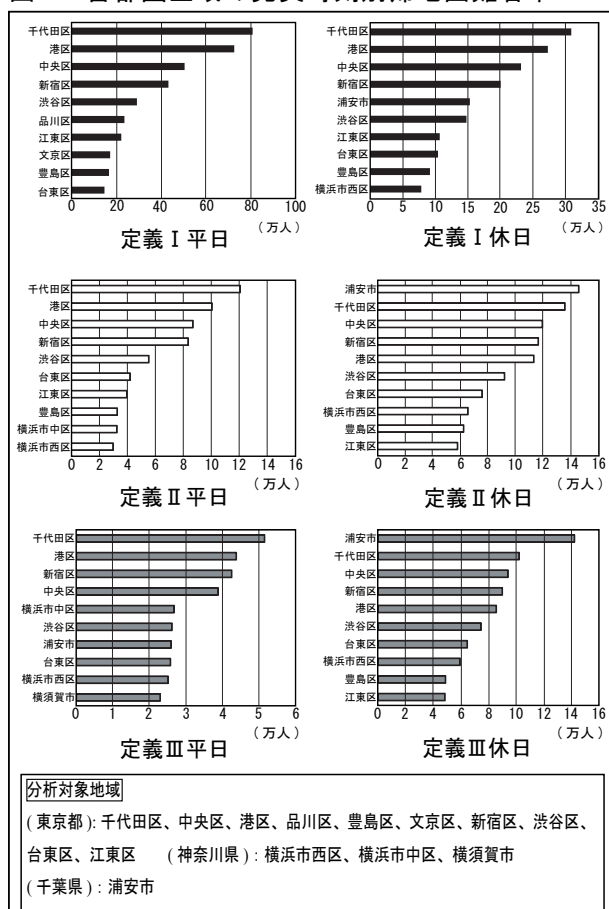 千代田区
港区
中央区
新宿区
渋谷区
品川区
江東区
文京区
豊島区
台東区
0 20 40 60 80 100
(万人)
定義Ⅰ平日
千代田区
港区
中央区
新宿区
浦安市
渋谷区
江東区
台東区
豊島区
横浜市西区
0 5 10 15 20 25 30 35
(万人)
定義Ⅰ休日
千代田区
港区
中央区
新宿区
渋谷区
台東区
江東区
豊島区
横浜市中区
横浜市西区
0 2 4 6 8 10 12 14 16
(万人)
定義Ⅱ平日
浦安市
千代田区
中央区
新宿区
港区
渋谷区
台東区
横浜市西区
豊島区
江東区
0 2 4 6 8 10 12 14 16
(万人)
定義Ⅱ休日
千代田区
港区
新宿区
中央区
横浜市中区
渋谷区
浦安市
台東区
横浜市西区
横須賀市
0 1 2 3 4 5 6
(万人)
定義Ⅲ平日
浦安市
千代田区
中央区
新宿区
港区
渋谷区
台東区
横浜市西区
豊島区
江東区
0 2 4 6 8 10 12 14 16
(万人)
定義Ⅲ休日
分析対象地域
(東京都):千代田区、中央区、港区、品川区、豊島区、文京区、新宿区、渋谷区、
台東区、江東区 (神奈川県):横浜市西区、横浜市中区、横須賀市
(千葉県):浦安市